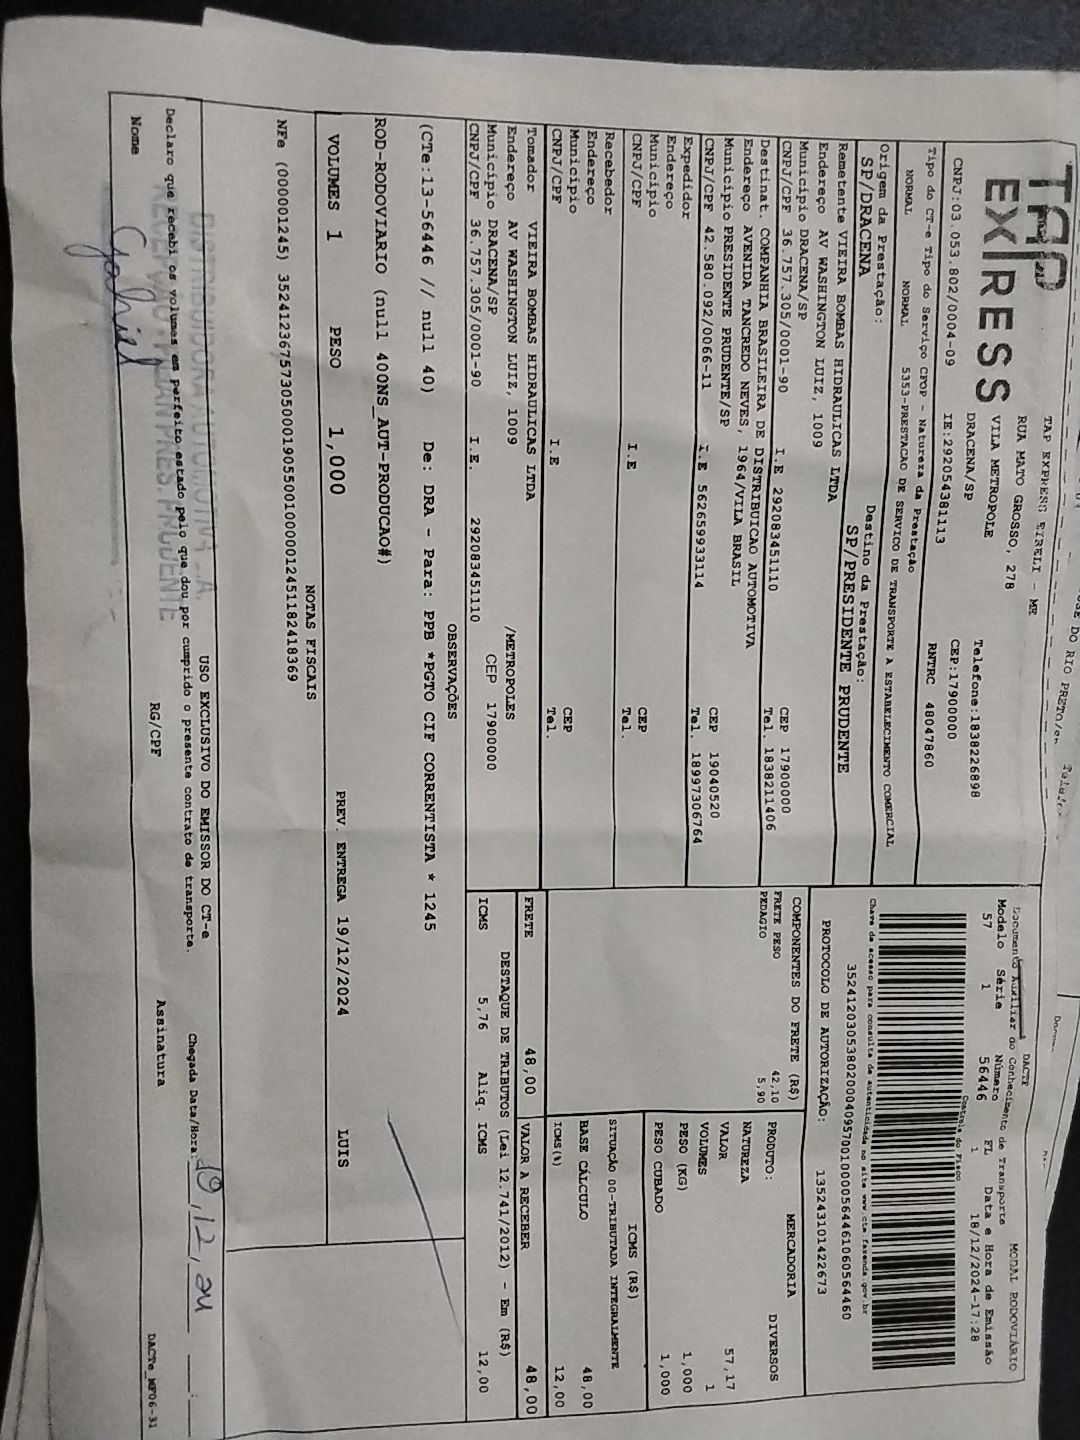 TAP
EX/RESS
TAP EXPRESS EIRELI - ME
RUA MATO GROSSO, 278
VILA METROPOLE
DRACENA/SP
CNPJ:03.053.802/0004-09 IE:292054381113
Telefone:1838226898
CEP:17900000
RNTRC 48047860
Tipo do CT-e Tipo do Serviço CFOP - Natureza da Prestação
NORMAL NORMAL 5353-PRESTACAO DE SERVICO DE TRANSPORTE A ESTABELECIMENTO COMERCIAL
Origem da Prestação: Destino da Prestação:
SP/DRACENA SP/PRESIDENTE PRUDENTE
Remetente VIEIRA BOMBAS HIDRAULICAS LTDA
Endereço AV WASHINGTON LUIZ, 1009
Município DRACENA/SP CEP 17900000
CNPJ/CPF 36.757.305/0001-90 I.E 292083451110 Tel. 1838211406
Destinat. COMPANHIA BRASILEIRA DE DISTRIBUICAO AUTOMOTIVA
Endereço AVENIDA TANCREDO NEVES, 1964/VILA BRASIL
Município PRESIDENTE PRUDENTE/SP CEP 19040520
CNPJ/CPF 42.580.092/0066-11 I.E 562659933114 Tel. 18997306764
Expedidor
Endereço
Município CEP
CNPJ/CPF I.E Tel.
Recebedor
Endereço
Município CEP
CNPJ/CPF I.E Tel.
Tomador VIEIRA BOMBAS HIDRAULICAS LTDA
Endereço AV WASHINGTON LUIZ, 1009 /METROPOLES
Município DRACENA/SP CEP 17900000
CNPJ/CPF 36.757.305/0001-90 I.E. 292083451110
DACTE
Documento Auxiliar do Conhecimento de Transporte
MODAL RODOVIÁRIO
Modelo Série Número FL Data e Hora de Emissão
57 1 56446 1 18/12/2024-17:28
Controle do Fisco
Chave de acesso para consulta de autenticidade no site www.cte.fazenda.gov.br
35241203053802000409570010000564461060564460
PROTOCOLO DE AUTORIZAÇÃO: 135243101422673
COMPONENTES DO FRETE (R$)
FRETE PESO 42,10
PEDAGIO 5,90
MERCADORIA
PRODUTO: DIVERSOS
NATUREZA
VALOR 57,17
VOLUMES 1
PESO (KG) 1,000
PESO CUBADO 1,000
ICMS (R$)
SITUAÇÃO 00-TRIBUTADA INTEGRALMENTE
BASE CÁLCULO 48,00
ICMS(%) 12,00
FRETE 48,00 VALOR A RECEBER 48,00
DESTAQUE DE TRIBUTOS (Lei 12.741/2012) - Em (R$)
ICMS 5,76 Aliq. ICMS 12,00
OBSERVAÇÕES
(CTe:13-56446 // null 40) De: DRA - Para: PPB *PGTO CIF CORRENTISTA * 1245
ROD-RODOVIARIO (null 400NS_AUT-PRODUCAO#)
VOLUMES 1 PESO 1,000 PREV. ENTREGA 19/12/2024 LUIS
NOTAS FISCAIS
NFe (000001245) 35241236757305000190550010000012451182418369
USO EXCLUSIVO DO EMISSOR DO CT-e
Declaro que recebi os volumes em perfeito estado pelo que dou por cumprido o presente contrato de transporte.
Chegada Data/Hora: 19,12,24
Nome RG/CPF Assinatura
Gabriel
DACTe_MF06-31